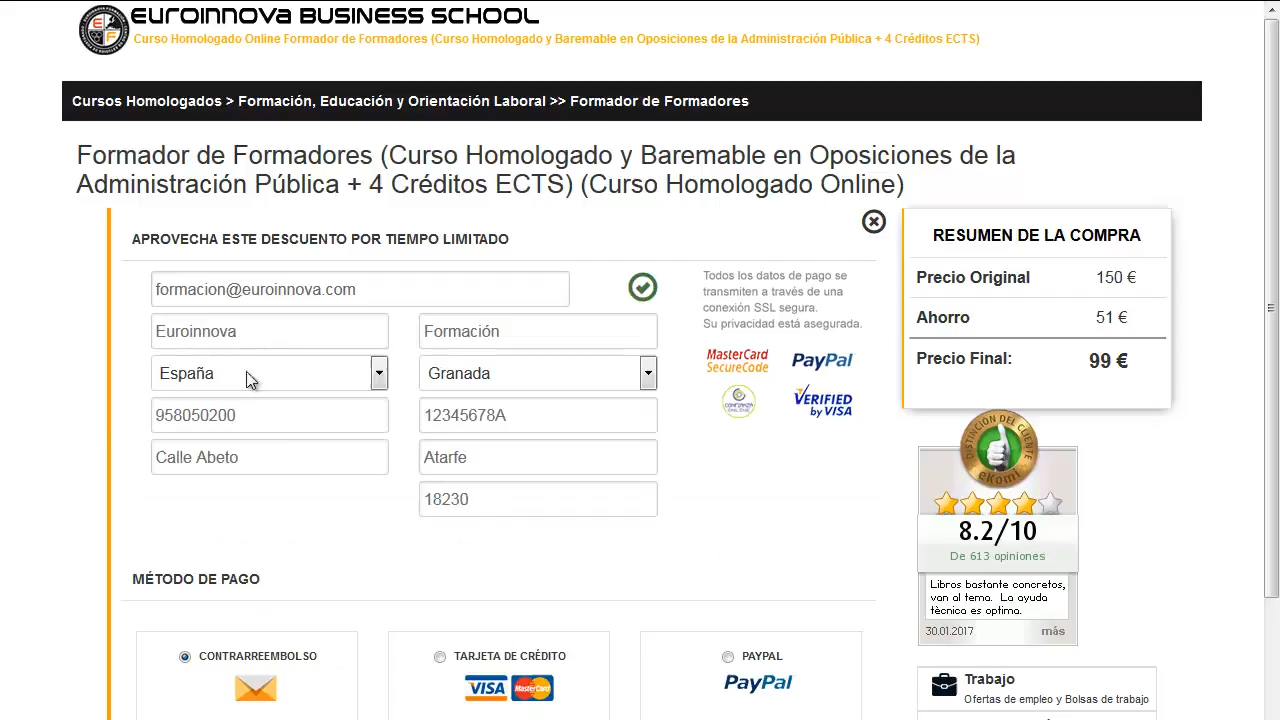 EUROINNOVA BUSINESS SCHOOL
Curso Homologado Online Formador de Formadores (Curso Homologado y Baremable en Oposiciones de la Administración Pública + 4 Créditos ECTS)
Cursos Homologados > Formación, Educación y Orientación Laboral >> Formador de Formadores
Formador de Formadores (Curso Homologado y Baremable en Oposiciones de la
Administración Pública + 4 Créditos ECTS) (Curso Homologado Online)
APROVECHA ESTE DESCUENTO POR TIEMPO LIMITADO
formacion@euroinnova.com
Euroinnova
Formación
España
Granada
958050200
12345678A
Calle Abeto
Atarfe
18230
Todos los datos de pago se
transmiten a través de una
conexión SSL segura.
Su privacidad está asegurada.
MasterCard
SecureCode
PayPal
CONFIANZA
ONLINE
VERIFIED
by VISA
RESUMEN DE LA COMPRA
Precio Original 150 €
Ahorro 51 €
Precio Final: 99 €
DISTINCIÓN DEL CLIENTE
eKomi
8.2/10
De 613 opiniones
Libros bastante concretos,
van al tema. La ayuda
tècnica es optima.
30.01.2017 más
MÉTODO DE PAGO
CONTRARREEMBOLSO
TARJETA DE CRÉDITO
VISA MasterCard
PAYPAL
PayPal
Trabajo
Ofertas de empleo y Bolsas de trabajo